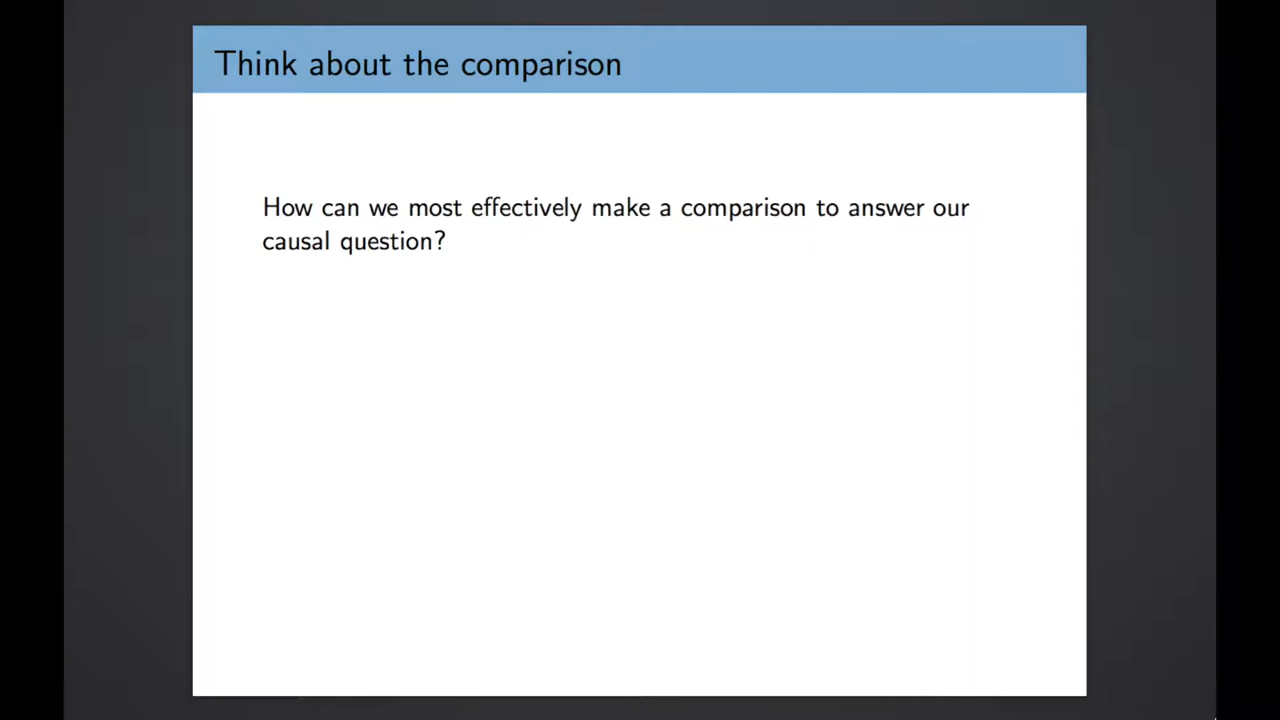 Think about the comparison
How can we most effectively make a comparison to answer our
causal question?